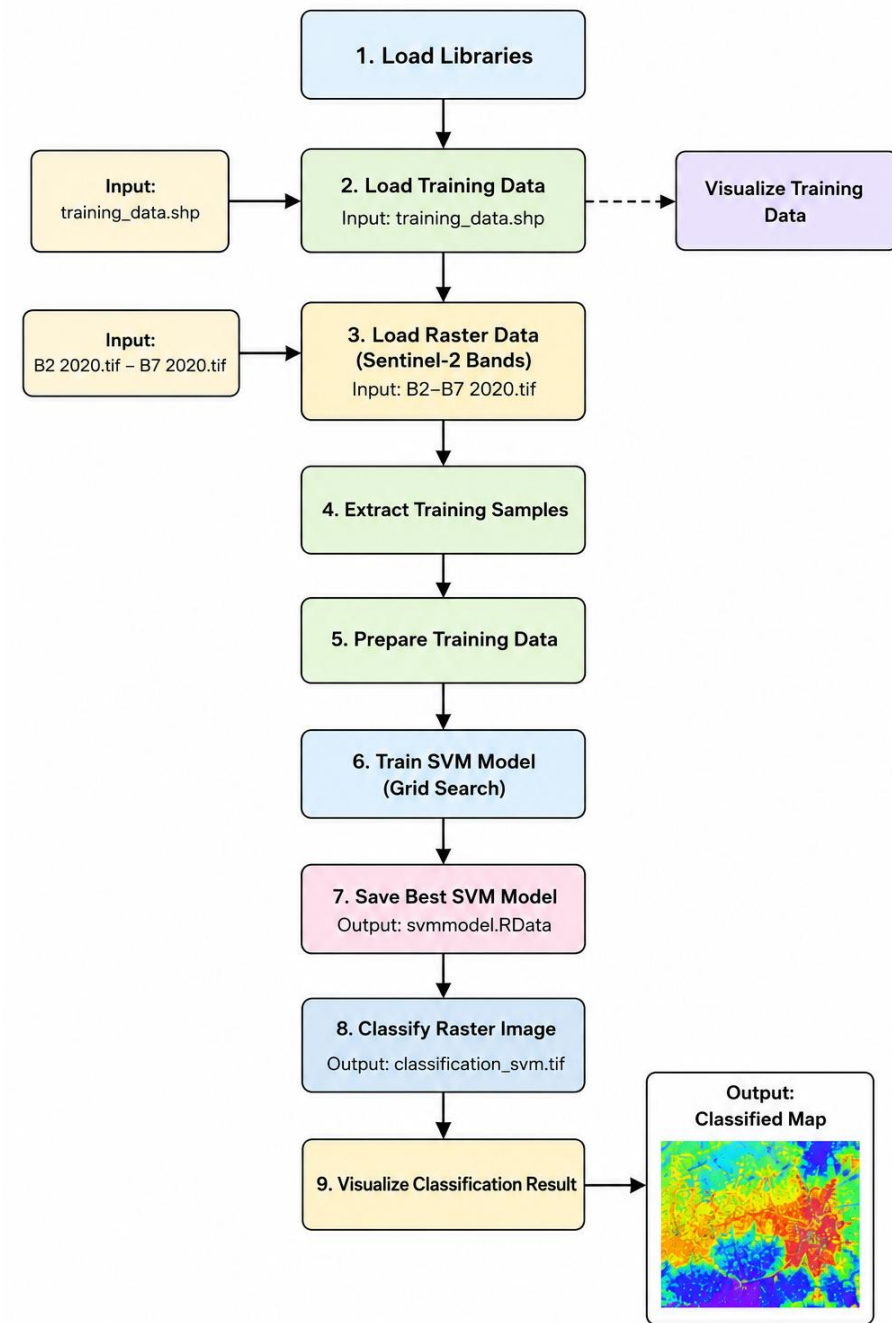 1. Load Libraries
Input:
training_data.shp
2. Load Training Data
Input: training_data.shp
Visualize Training
Data
Input:
B2 2020.tif – B7 2020.tif
3. Load Raster Data
(Sentinel-2 Bands)
Input: B2–B7 2020.tif
4. Extract Training Samples
5. Prepare Training Data
6. Train SVM Model
(Grid Search)
7. Save Best SVM Model
Output: svmmodel.RData
8. Classify Raster Image
Output: classification_svm.tif
9. Visualize Classification Result
Output:
Classified Map